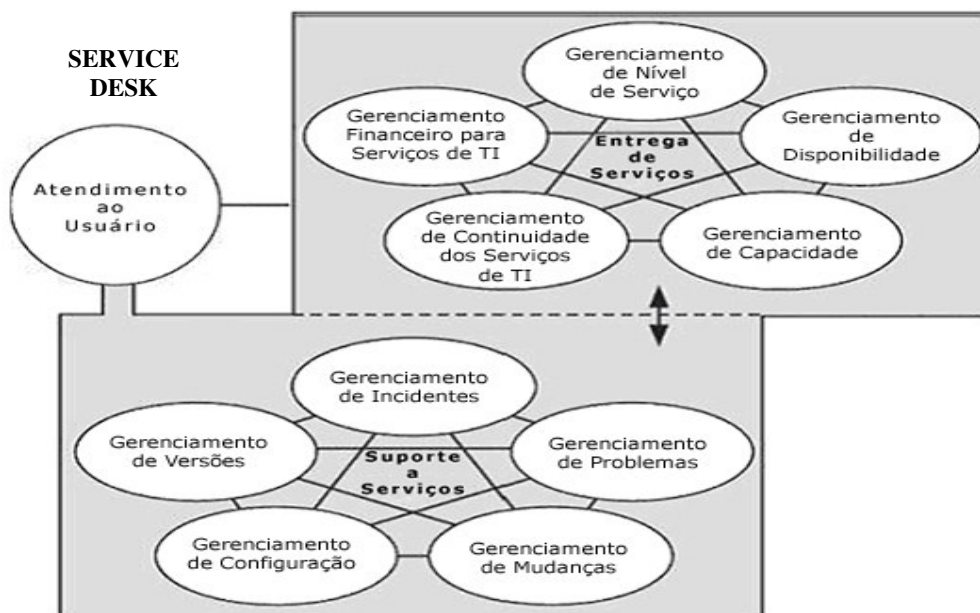 SERVICE
DESK
Atendimento
ao
Usuário
Gerenciamento
de Nível
de Serviço
Gerenciamento
Financeiro para
Serviços de TI
Gerenciamento
de
Disponibilidade
Entrega
de
Serviços
Gerenciamento
de Continuidade
dos Serviços
de TI
Gerenciamento
de Capacidade
Gerenciamento
de Incidentes
Gerenciamento
de Versões
Gerenciamento
de Problemas
Suporte
a
Serviços
Gerenciamento
de Configuração
Gerenciamento
de Mudanças